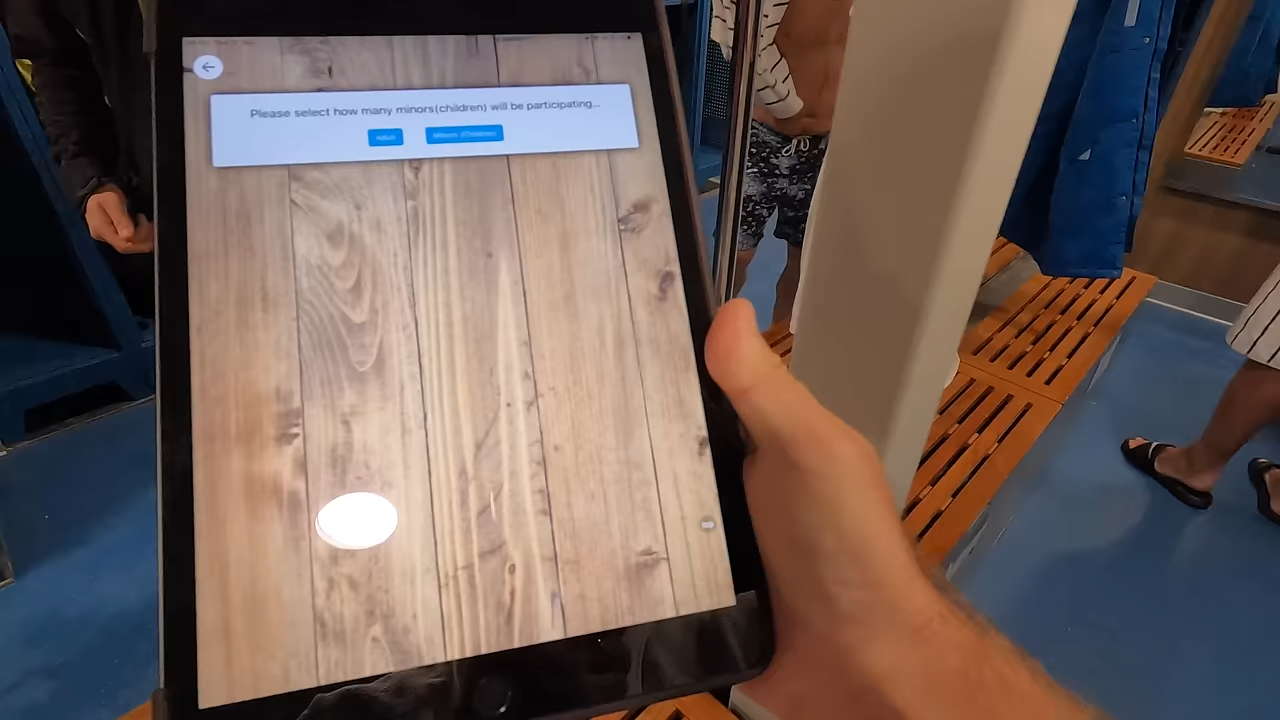 Please select how many minors(children) will be participating...
Adult
Minors (Children)